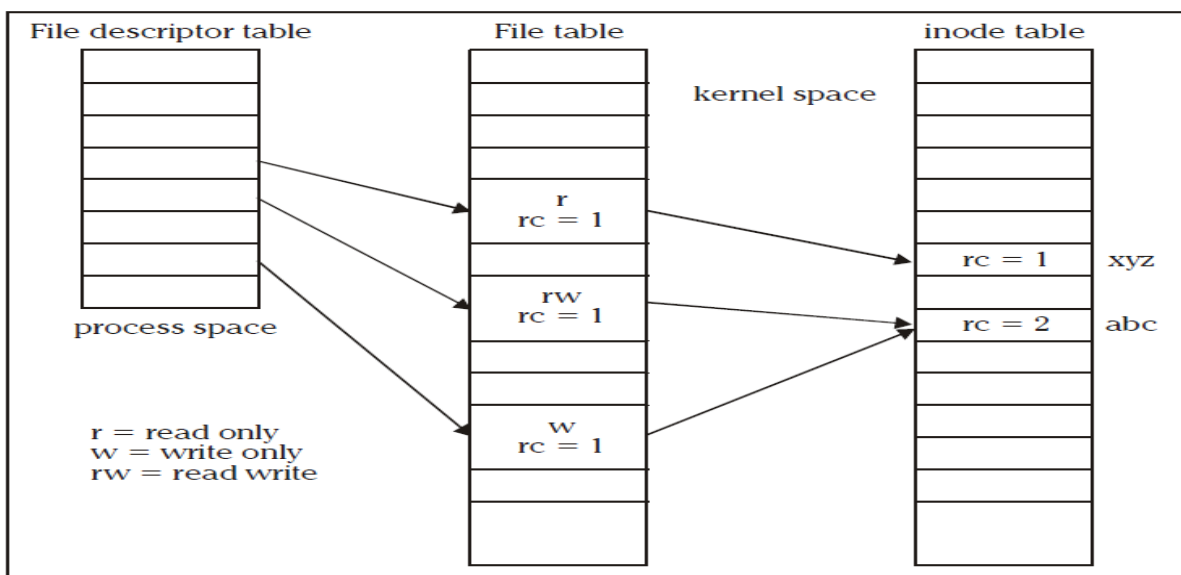 File descriptor table
File table
inode table
kernel space
r
rc = 1
rc = 1
xyz
rw
rc = 1
rc = 2
abc
process space
r = read only
w = write only
rw = read write
w
rc = 1